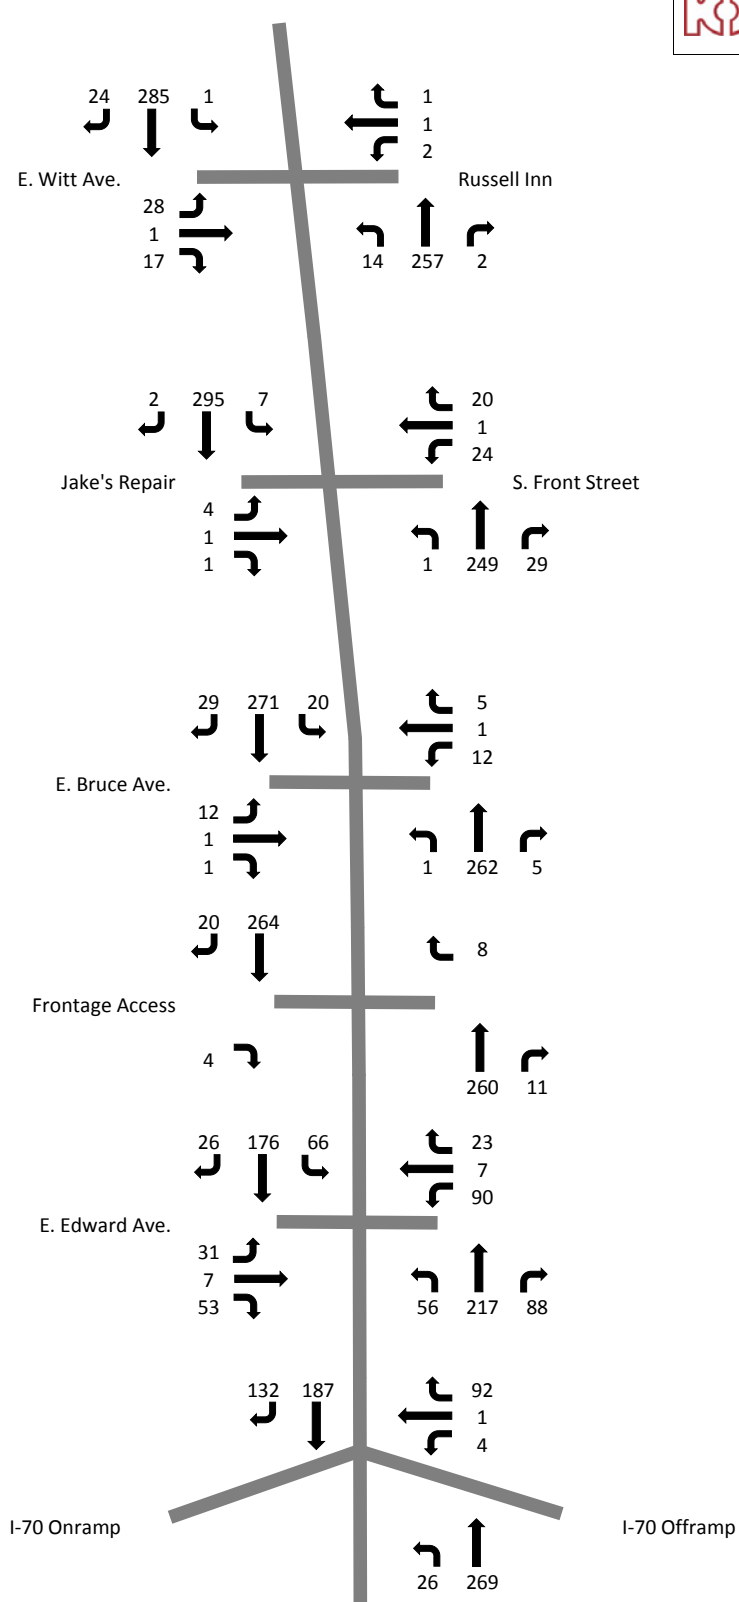 24 285 1
1
1
2
E. Witt Ave.
Russell Inn
28
1
17
14 257 2
2 295 7
20
1
24
Jake's Repair
S. Front Street
4
1
1
1 249 29
29 271 20
5
1
12
E. Bruce Ave.
12
1
1
1 262 5
20 264
8
Frontage Access
4
260 11
26 176 66
23
7
90
E. Edward Ave.
31
7
53
56 217 88
132 187
92
1
4
I-70 Onramp
I-70 Offramp
26 269